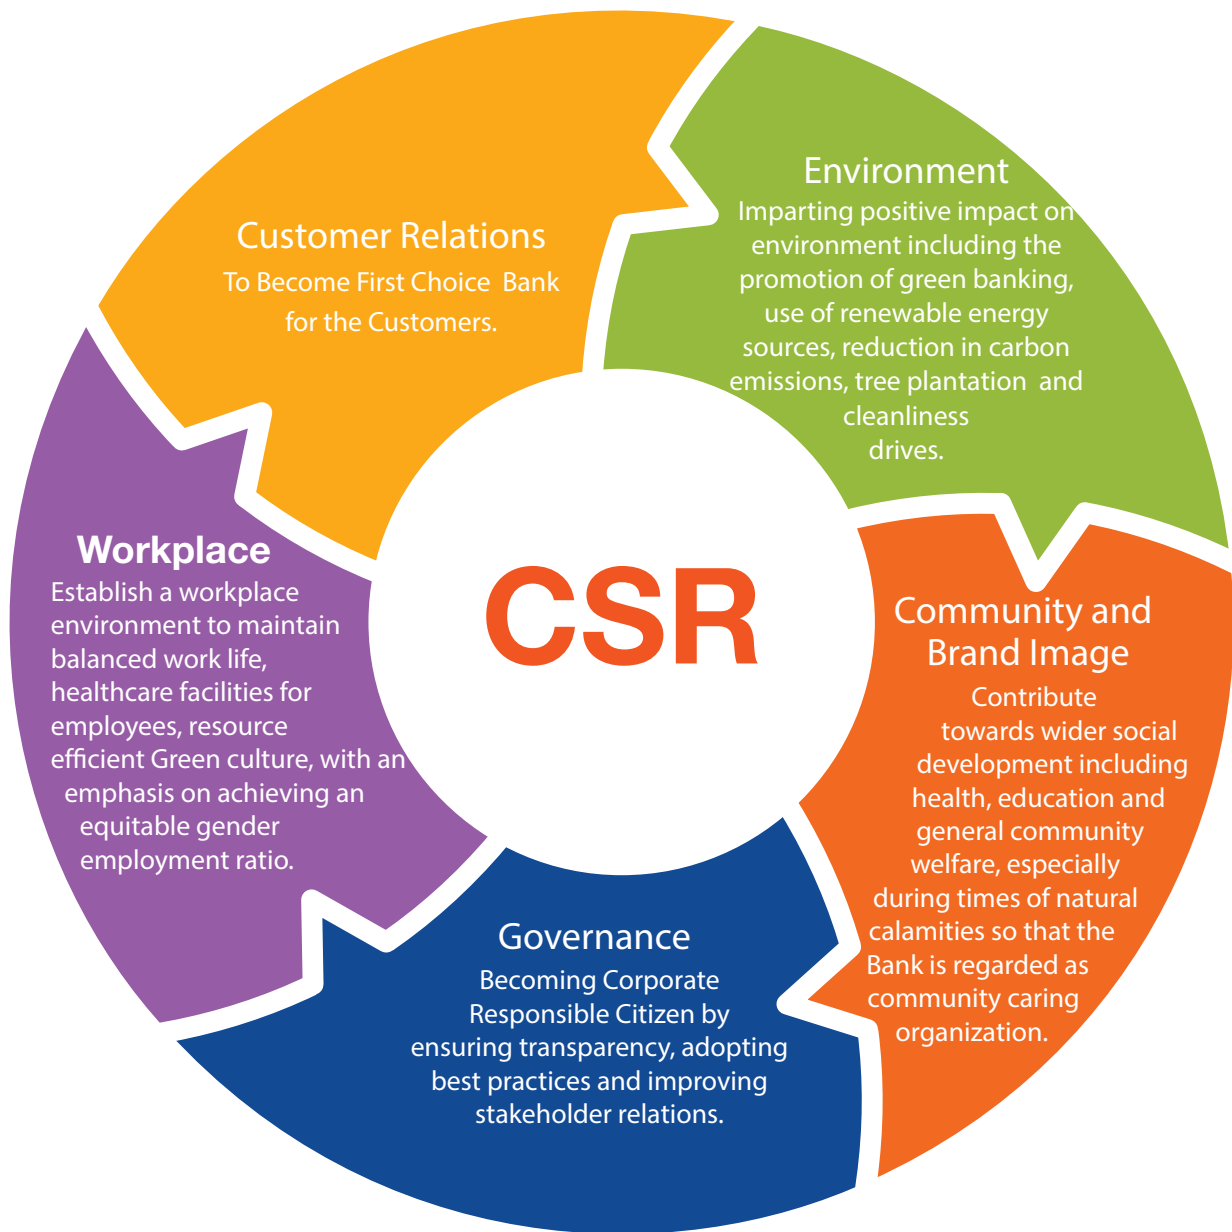 Customer Relations
To Become First Choice Bank
for the Customers.
Environment
Imparting positive impact on
environment including the
promotion of green banking,
use of renewable energy
sources, reduction in carbon
emissions, tree plantation and
cleanliness
drives.
Workplace
Establish a workplace
environment to maintain
balanced work life,
healthcare facilities for
employees, resource
efficient Green culture, with an
emphasis on achieving an
equitable gender
employment ratio.
CSR
Community and
Brand Image
Contribute
towards wider social
development including
health, education and
general community
welfare, especially
during times of natural
calamities so that the
Bank is regarded as
community caring
organization.
Governance
Becoming Corporate
Responsible Citizen by
ensuring transparency, adopting
best practices and improving
stakeholder relations.